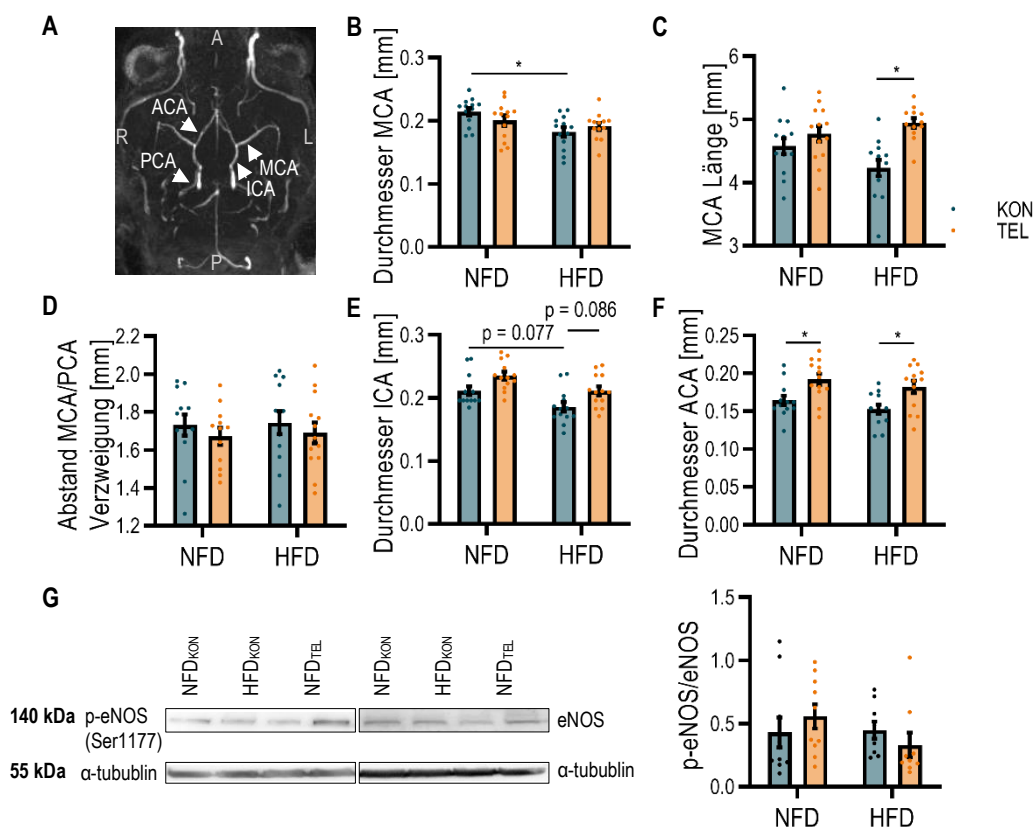 A
A
ACA
R
L
PCA
MCA
ICA
P
B
Durchmesser MCA [mm]
0.3
0.2
0.1
0.0
*
NFD HFD
C
MCA Länge [mm]
6
5
4
3
*
NFD HFD
KON
TEL
D
Abstand MCA/PCA
Verzweigung [mm]
2.2
2.0
1.8
1.6
1.4
1.2
NFD HFD
E
Durchmesser ICA [mm]
0.3
0.2
0.1
0.0
p = 0.086
p = 0.077
NFD HFD
F
Durchmesser ACA [mm]
0.25
0.20
0.15
0.10
0.05
0.00
* *
NFD HFD
G
NFDKON HFDKON NFDTEL NFDKON HFDKON NFDTEL
140 kDa p-eNOS eNOS
(Ser1177)
55 kDa α-tubublin α-tubublin
p-eNOS/eNOS
1.5
1.0
0.5
0.0
NFD HFD